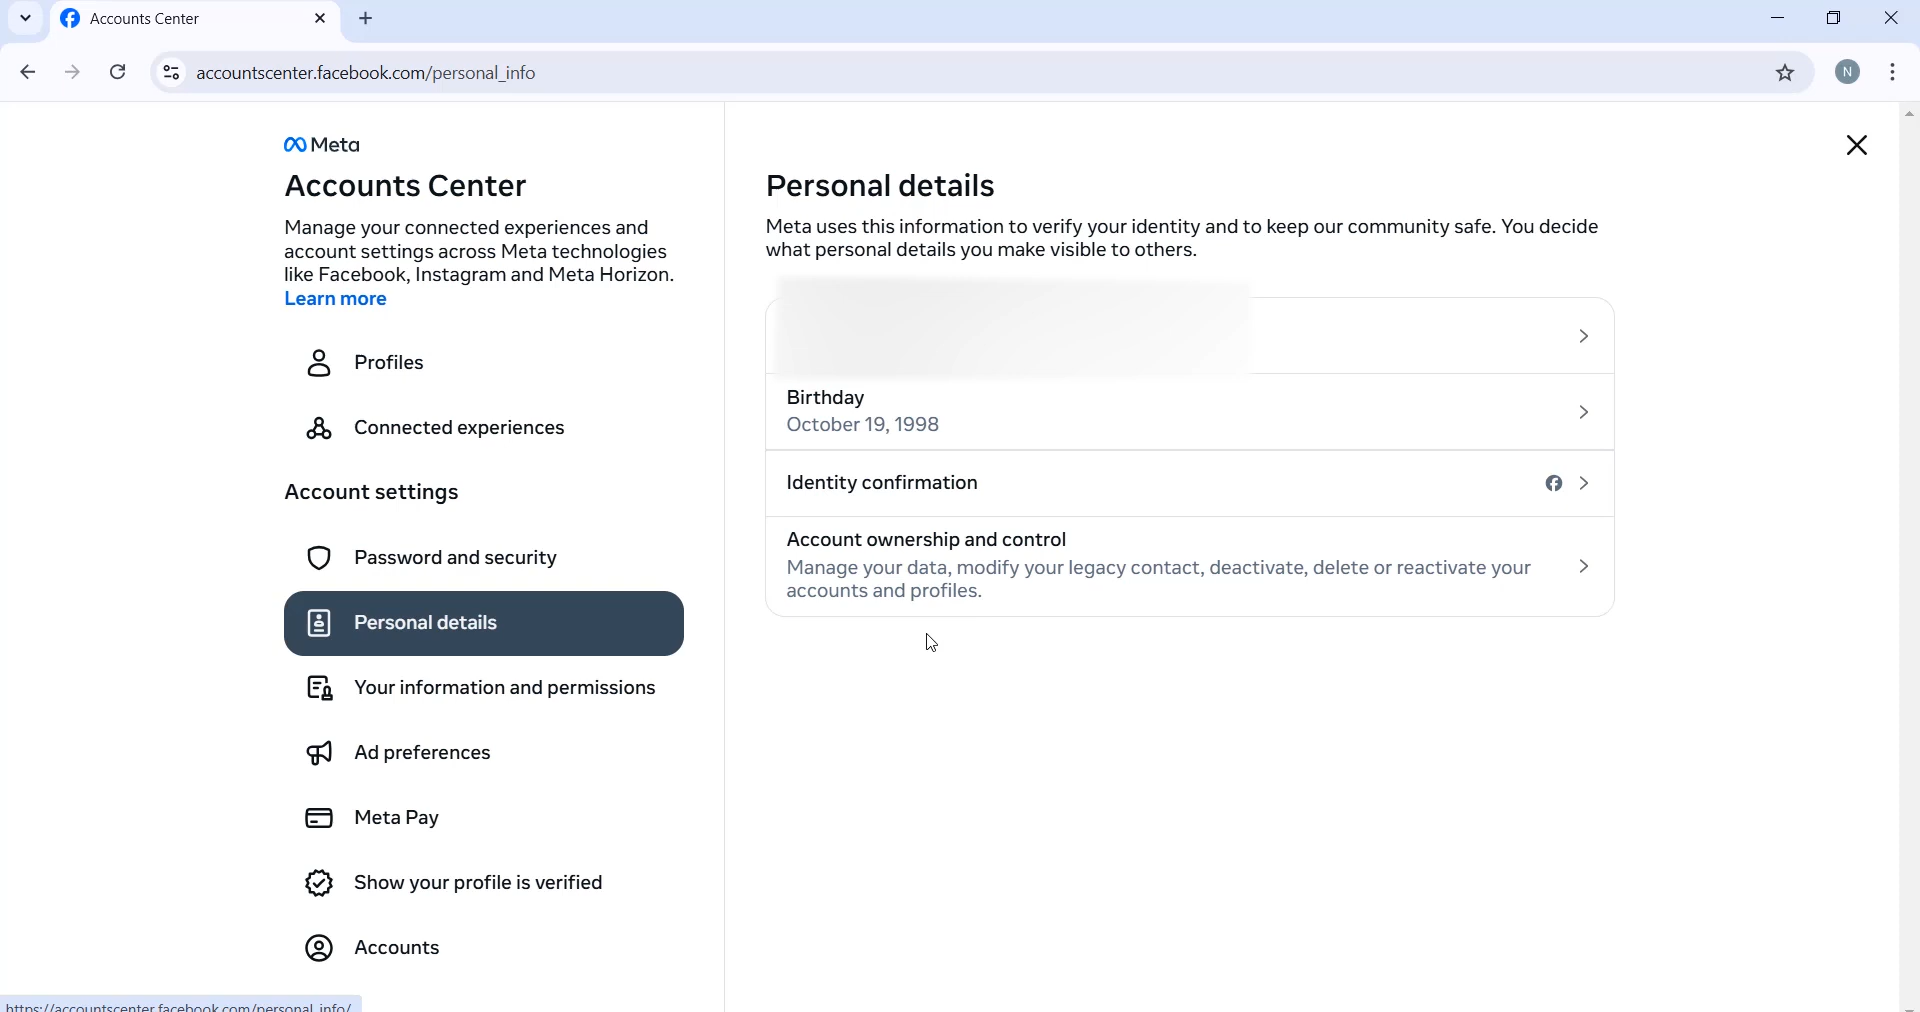 Accounts Center
accountscenter.facebook.com/personal_info
N
Meta
Accounts Center
Manage your connected experiences and
account settings across Meta technologies
like Facebook, Instagram and Meta Horizon.
Learn more
Profiles
Connected experiences
Account settings
Password and security
Personal details
Your information and permissions
Ad preferences
Meta Pay
Show your profile is verified
Accounts
Personal details
Meta uses this information to verify your identity and to keep our community safe. You decide
what personal details you make visible to others.
Birthday
October 19, 1998
Identity confirmation
Account ownership and control
Manage your data, modify your legacy contact, deactivate, delete or reactivate your
accounts and profiles.
https://accountscenter.facebook.com/personal_info/